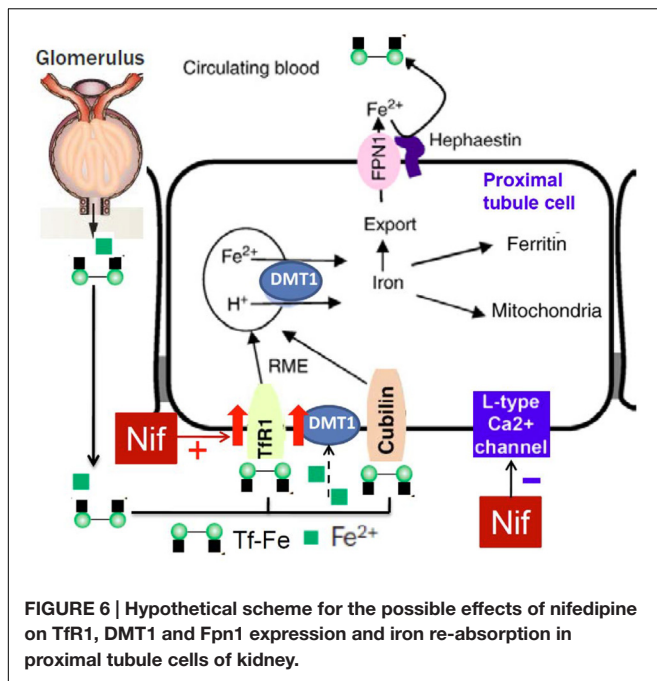 Glomerulus
Circulating blood
Fe2+
FPN1
Hephaestin
Proximal
tubule cell
Export
Fe2+
DMT1
H+
Iron
Ferritin
Mitochondria
RME
Nif
+
TfR1
DMT1
Cubilin
L-type
Ca2+
channel
–
Nif
Tf-Fe
Fe2+
FIGURE 6 | Hypothetical scheme for the possible effects of nifedipine
on TfR1, DMT1 and Fpn1 expression and iron re-absorption in
proximal tubule cells of kidney.